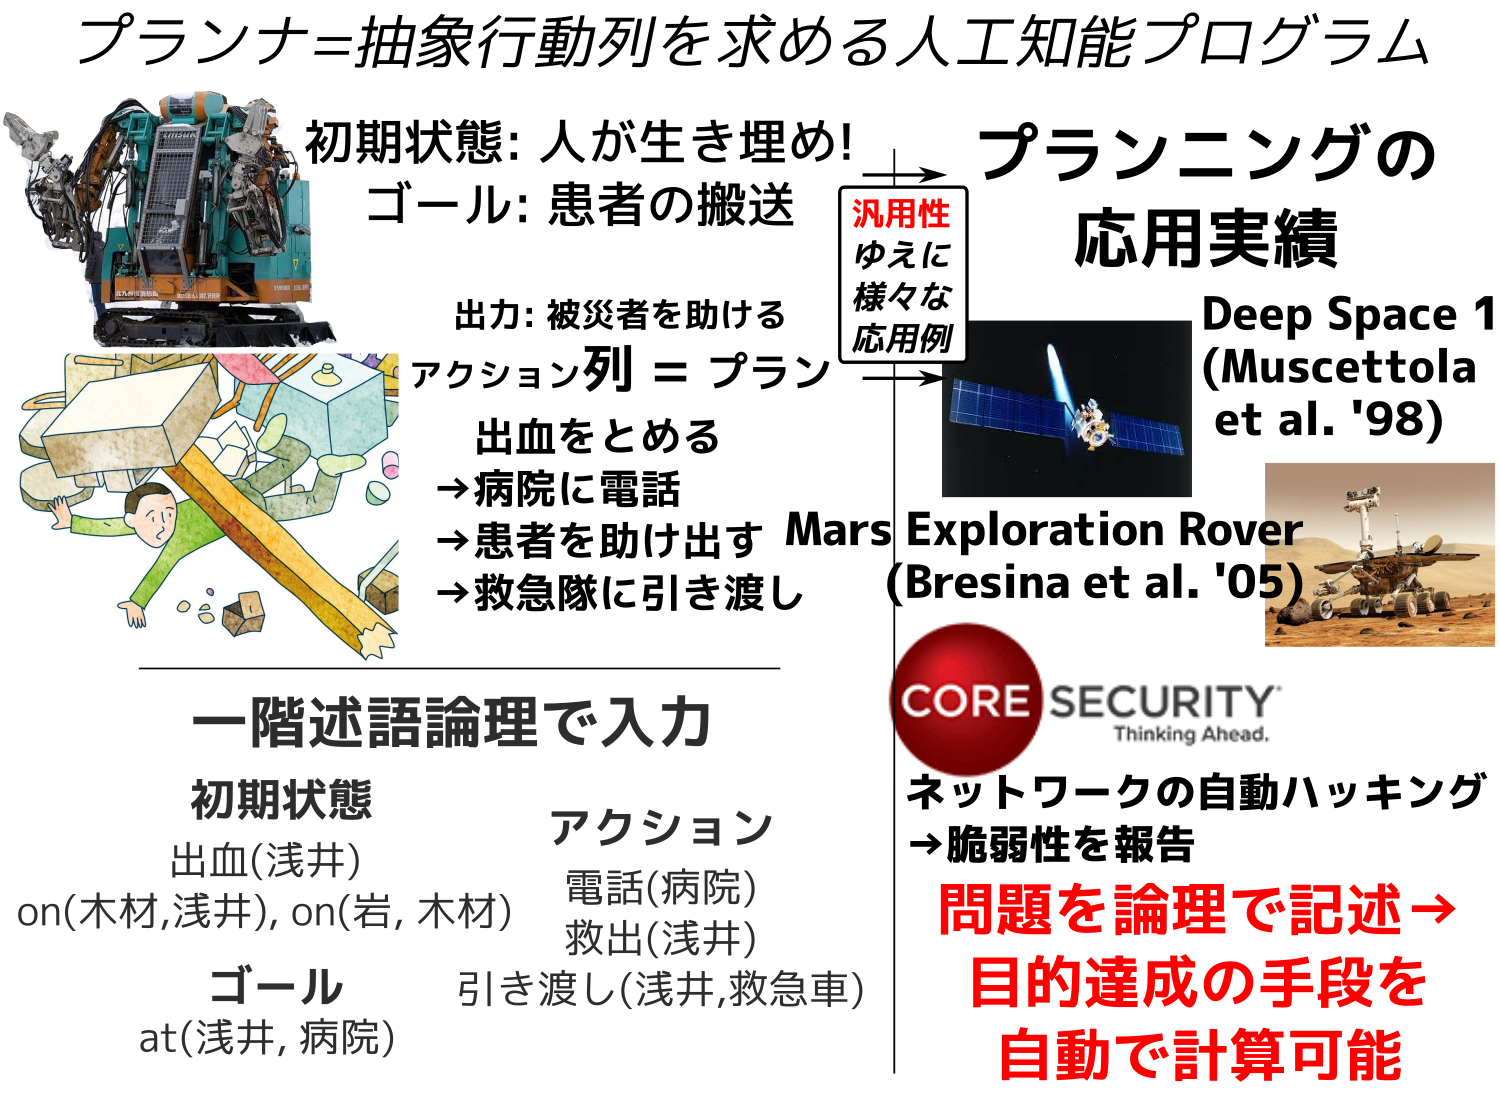 プランナ=抽象行動列を求める人工知能プログラム
初期状態: 人が生き埋め!
ゴール: 患者の搬送
出力: 被災者を助ける
アクション列 = プラン
出血をとめる
→病院に電話
→患者を助け出す
→救急隊に引き渡し
一階述語論理で入力
初期状態
出血(浅井)
on(木材,浅井), on(岩, 木材)
ゴール
at(浅井, 病院)
アクション
電話(病院)
救出(浅井)
引き渡し(浅井,救急車)
汎用性
ゆえに
様々な
応用例
プランニングの
応用実績
Deep Space 1
(Muscettola
et al. '98)
Mars Exploration Rover
(Bresina et al. '05)
CORE SECURITY
Thinking Ahead.
ネットワークの自動ハッキング
→脆弱性を報告
問題を論理で記述→
目的達成の手段を
自動で計算可能